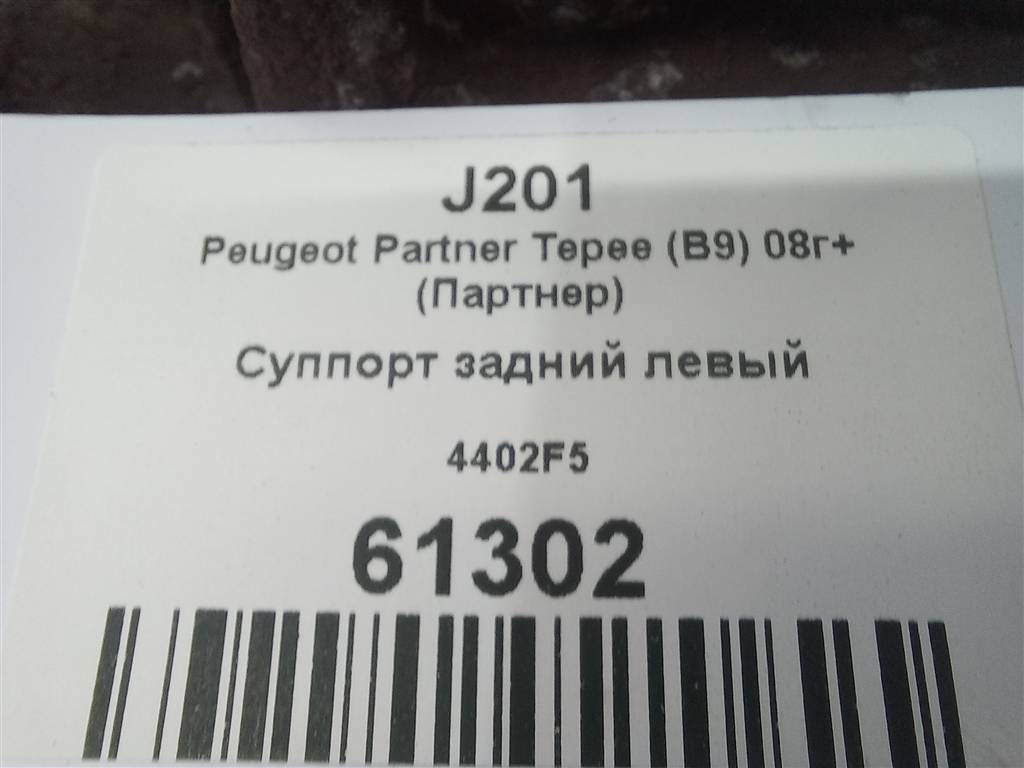 J201
Peugeot Partner Tepee (B9) 08г+
(Партнер)
Суппорт задний левый
4402F5
61302